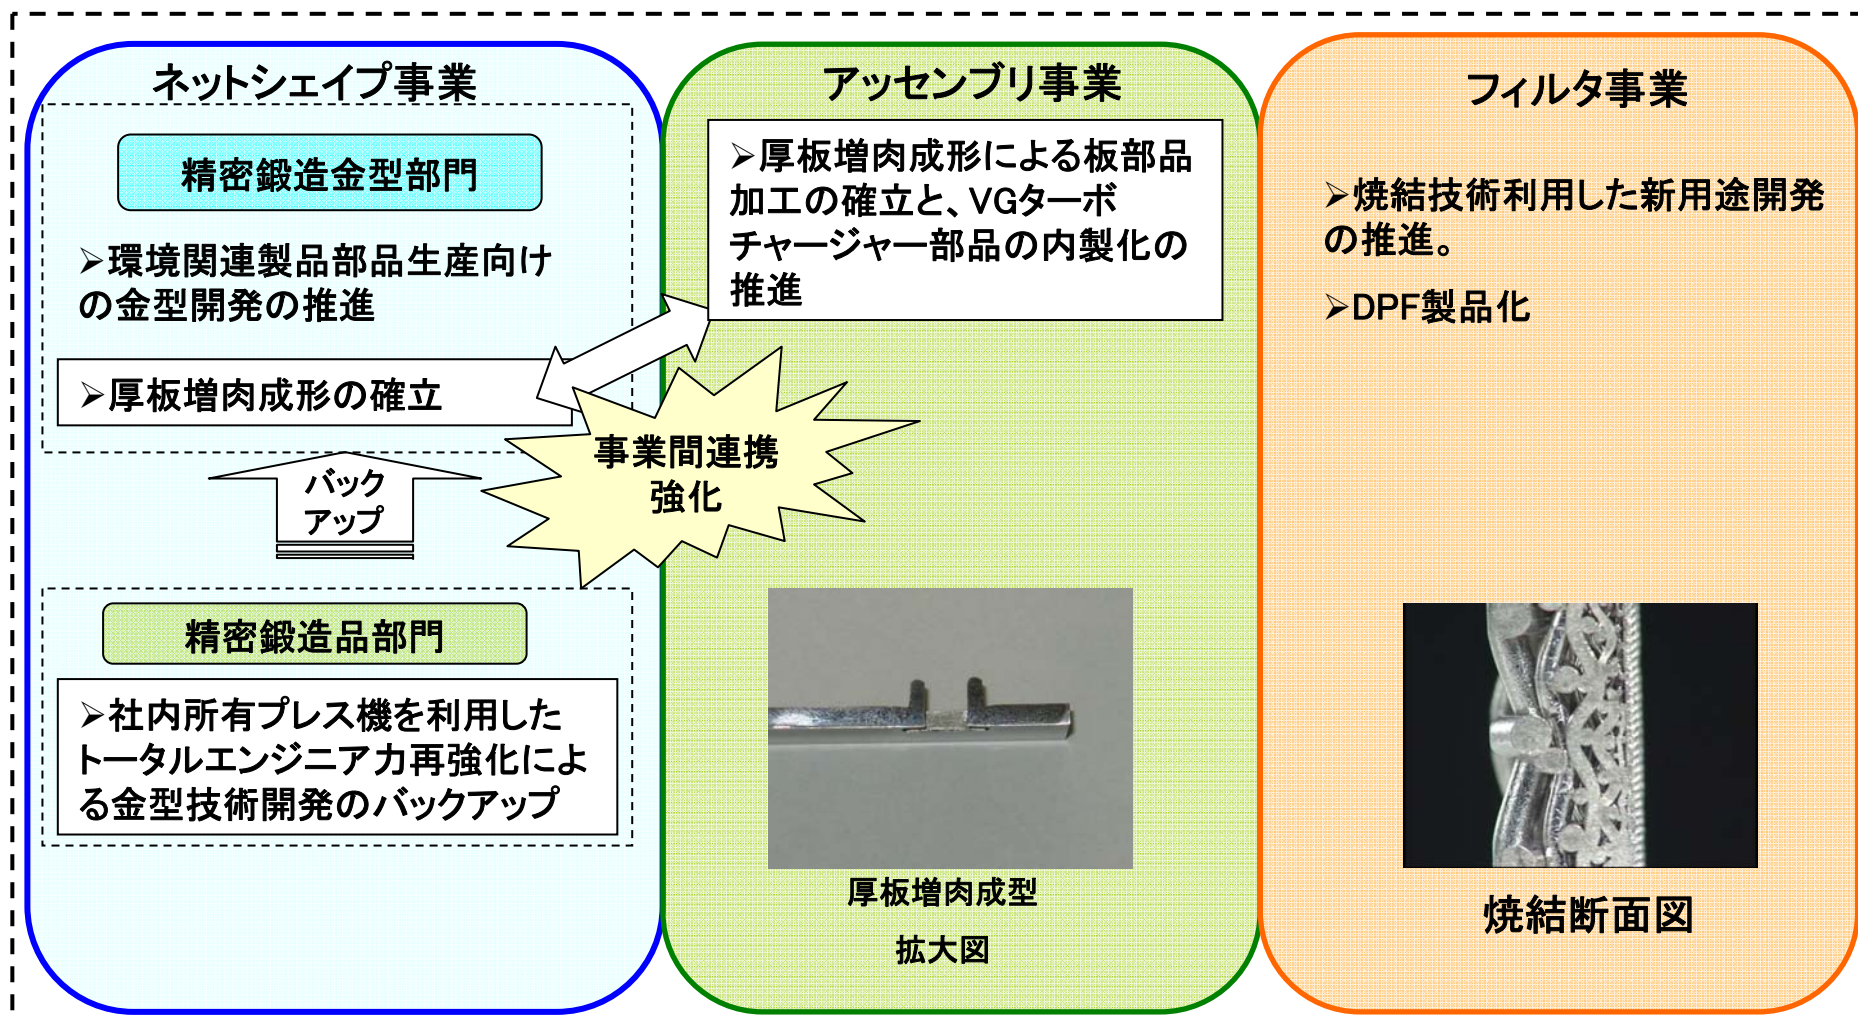 ネットシェイプ事業
精密鍛造金型部門
➢環境関連製品部品生産向け
の金型開発の推進
➢厚板増肉成形の確立
バック
アップ
精密鍛造品部門
➢社内所有プレス機を利用した
トータルエンジニア力再強化によ
る金型技術開発のバックアップ
事業間連携
強化
アッセンブリ事業
➢厚板増肉成形による板部品
加工の確立と、VGターボ
チャージャー部品の内製化の
推進
厚板増肉成型
拡大図
フィルタ事業
➢焼結技術利用した新用途開発
の推進。
➢DPF製品化
焼結断面図